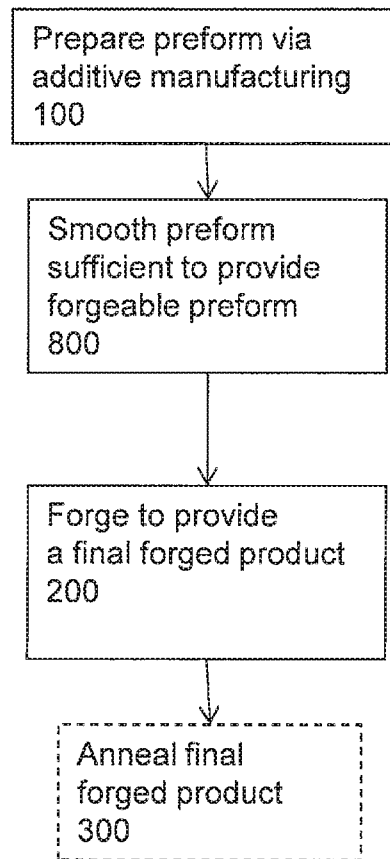 Prepare preform via
additive manufacturing
100
Smooth preform
sufficient to provide
forgeable preform
800
Forge to provide
a final forged product
200
Anneal final
forged product
300